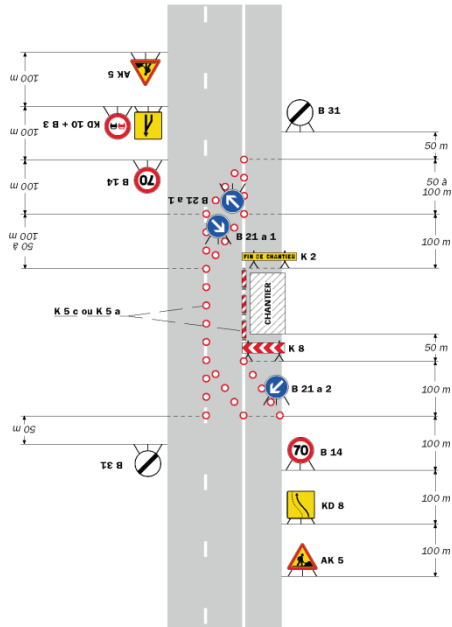 AK 5
100 m
KD 10 + B 3
100 m
70
B 14
100 m
B 21 a 1
50 à
100 m
K 5 c ou K 5 a
50 m
B 31
B 31
50 m
50 à
100 m
B 21 a 1
100 m
FIN DE CHANTIER
K 2
CHANTIER
K 8
50 m
B 21 a 2
100 m
70
B 14
100 m
KD 8
100 m
AK 5
100 m